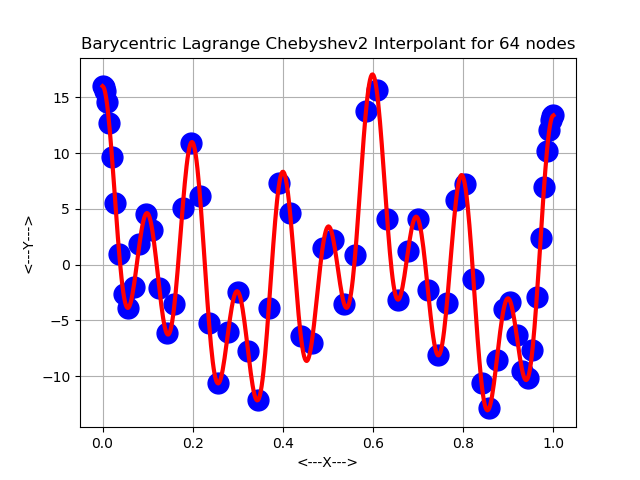 Barycentric Lagrange Chebyshev2 Interpolant for 64 nodes
<---Y--->
15
10
5
0
−5
−10
0.0 0.2 0.4 0.6 0.8 1.0
<---X--->